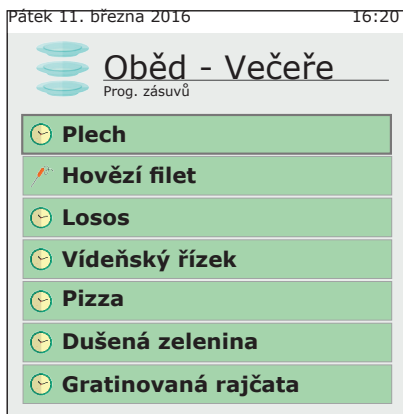 Pátek 11. března 2016 16:20
Oběd - Večeře
Prog. zásuvů
Plech
Hovězí filet
Losos
Vídeňský řízek
Pizza
Dušená zelenina
Gratinovaná rajčata